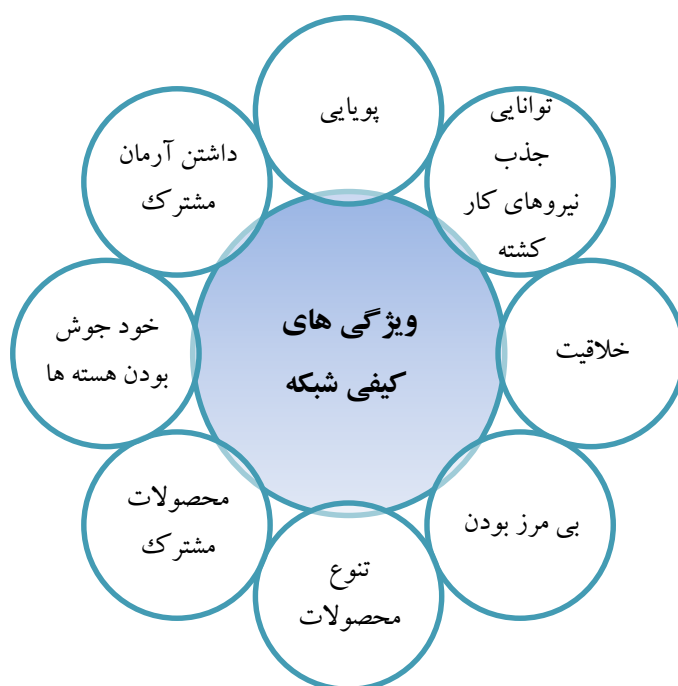 پویایی
توانایی
جذب
نیروهای کار
کشته
خلاقیت
بی مرز بودن
تنوع
محصولات
محصولات
مشترک
خود جوش
بودن هسته ها
داشتن آرمان
مشترک
ویژگی های
کیفی شبکه